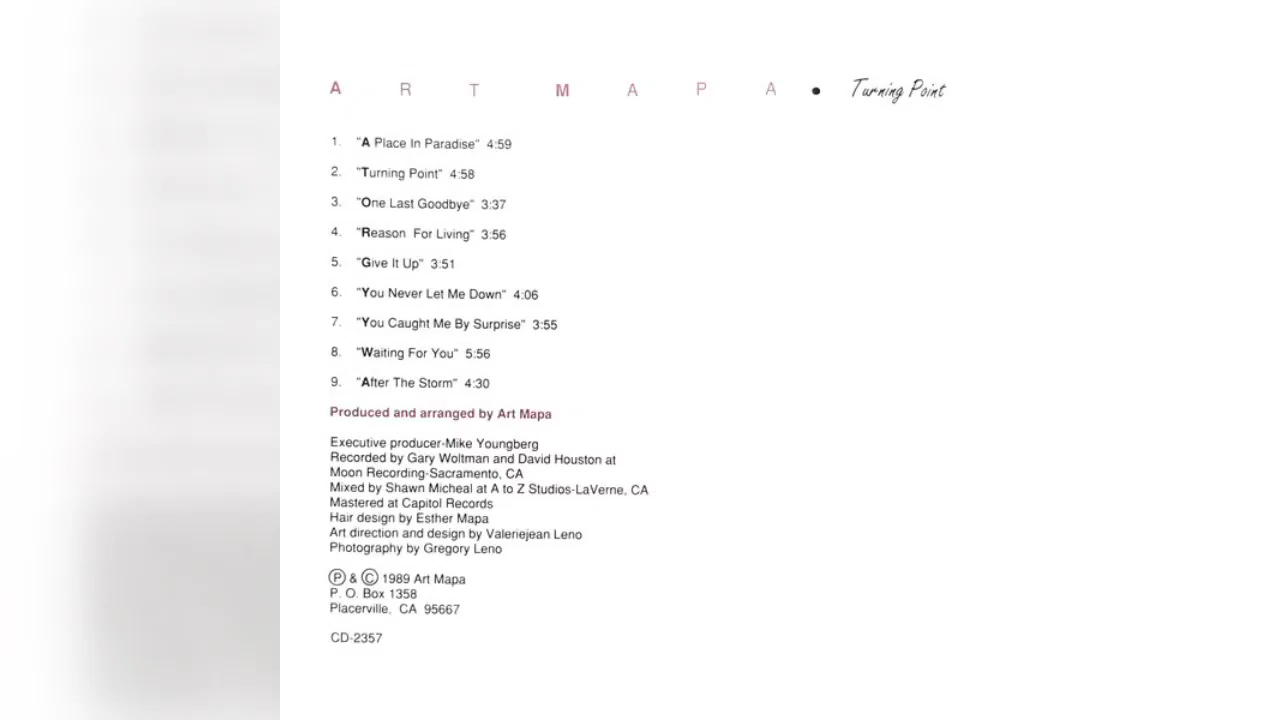 A R T M A P A • Turning Point
1. "A Place In Paradise" 4:59
2. "Turning Point" 4:58
3. "One Last Goodbye" 3:37
4. "Reason For Living" 3:56
5. "Give It Up" 3:51
6. "You Never Let Me Down" 4:06
7. "You Caught Me By Surprise" 3:55
8. "Waiting For You" 5:56
9. "After The Storm" 4:30
Produced and arranged by Art Mapa
Executive producer-Mike Youngberg
Recorded by Gary Woltman and David Houston at
Moon Recording-Sacramento, CA
Mixed by Shawn Micheal at A to Z Studios-LaVerne, CA
Mastered at Capitol Records
Hair design by Esther Mapa
Art direction and design by Valeriejean Leno
Photography by Gregory Leno
Ⓟ & © 1989 Art Mapa
P. O. Box 1358
Placerville, CA 95667
CD-2357